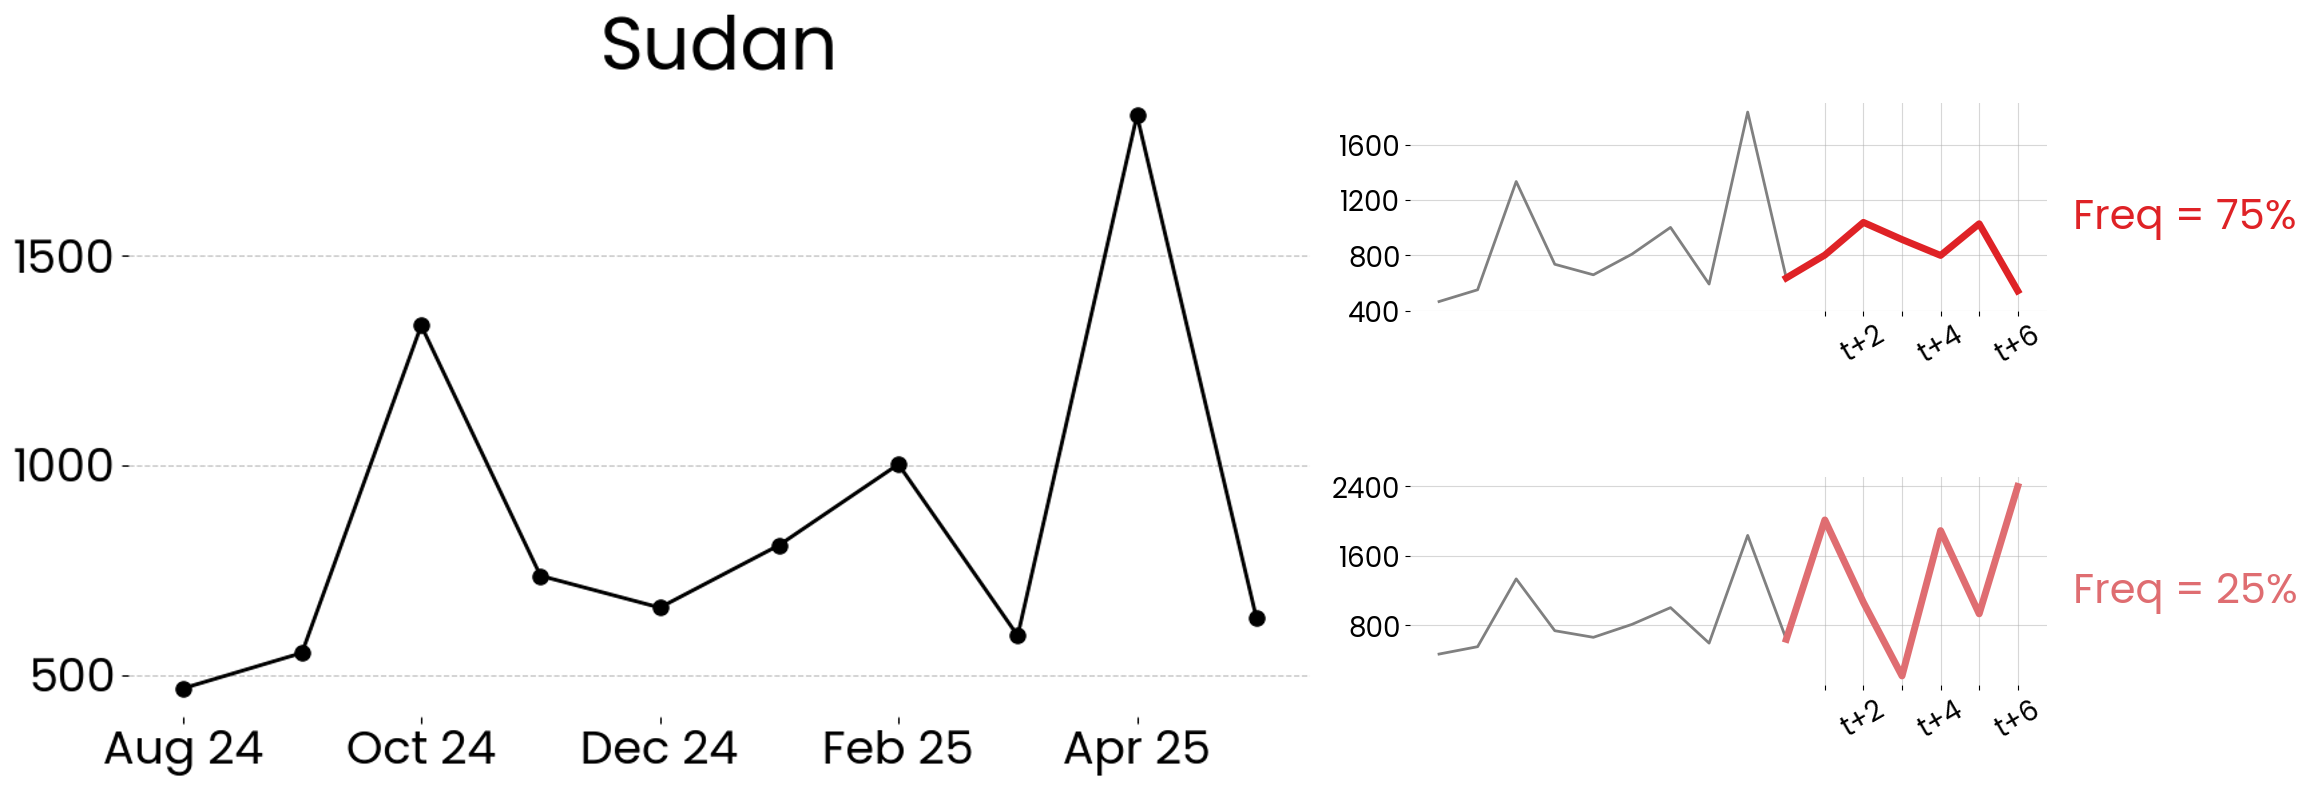 Sudan
1500
1000
500
Aug 24
Oct 24
Dec 24
Feb 25
Apr 25
1600
1200
800
400
t+2
t+4
t+6
Freq = 75%
2400
1600
800
t+2
t+4
t+6
Freq = 25%